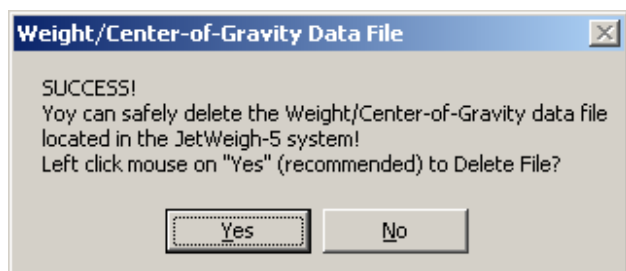 Weight/Center-of-Gravity Data File
SUCCESS!
Yoy can safely delete the Weight/Center-of-Gravity data file
located in the JetWeigh-5 system!
Left click mouse on "Yes" (recommended) to Delete File?
Yes No